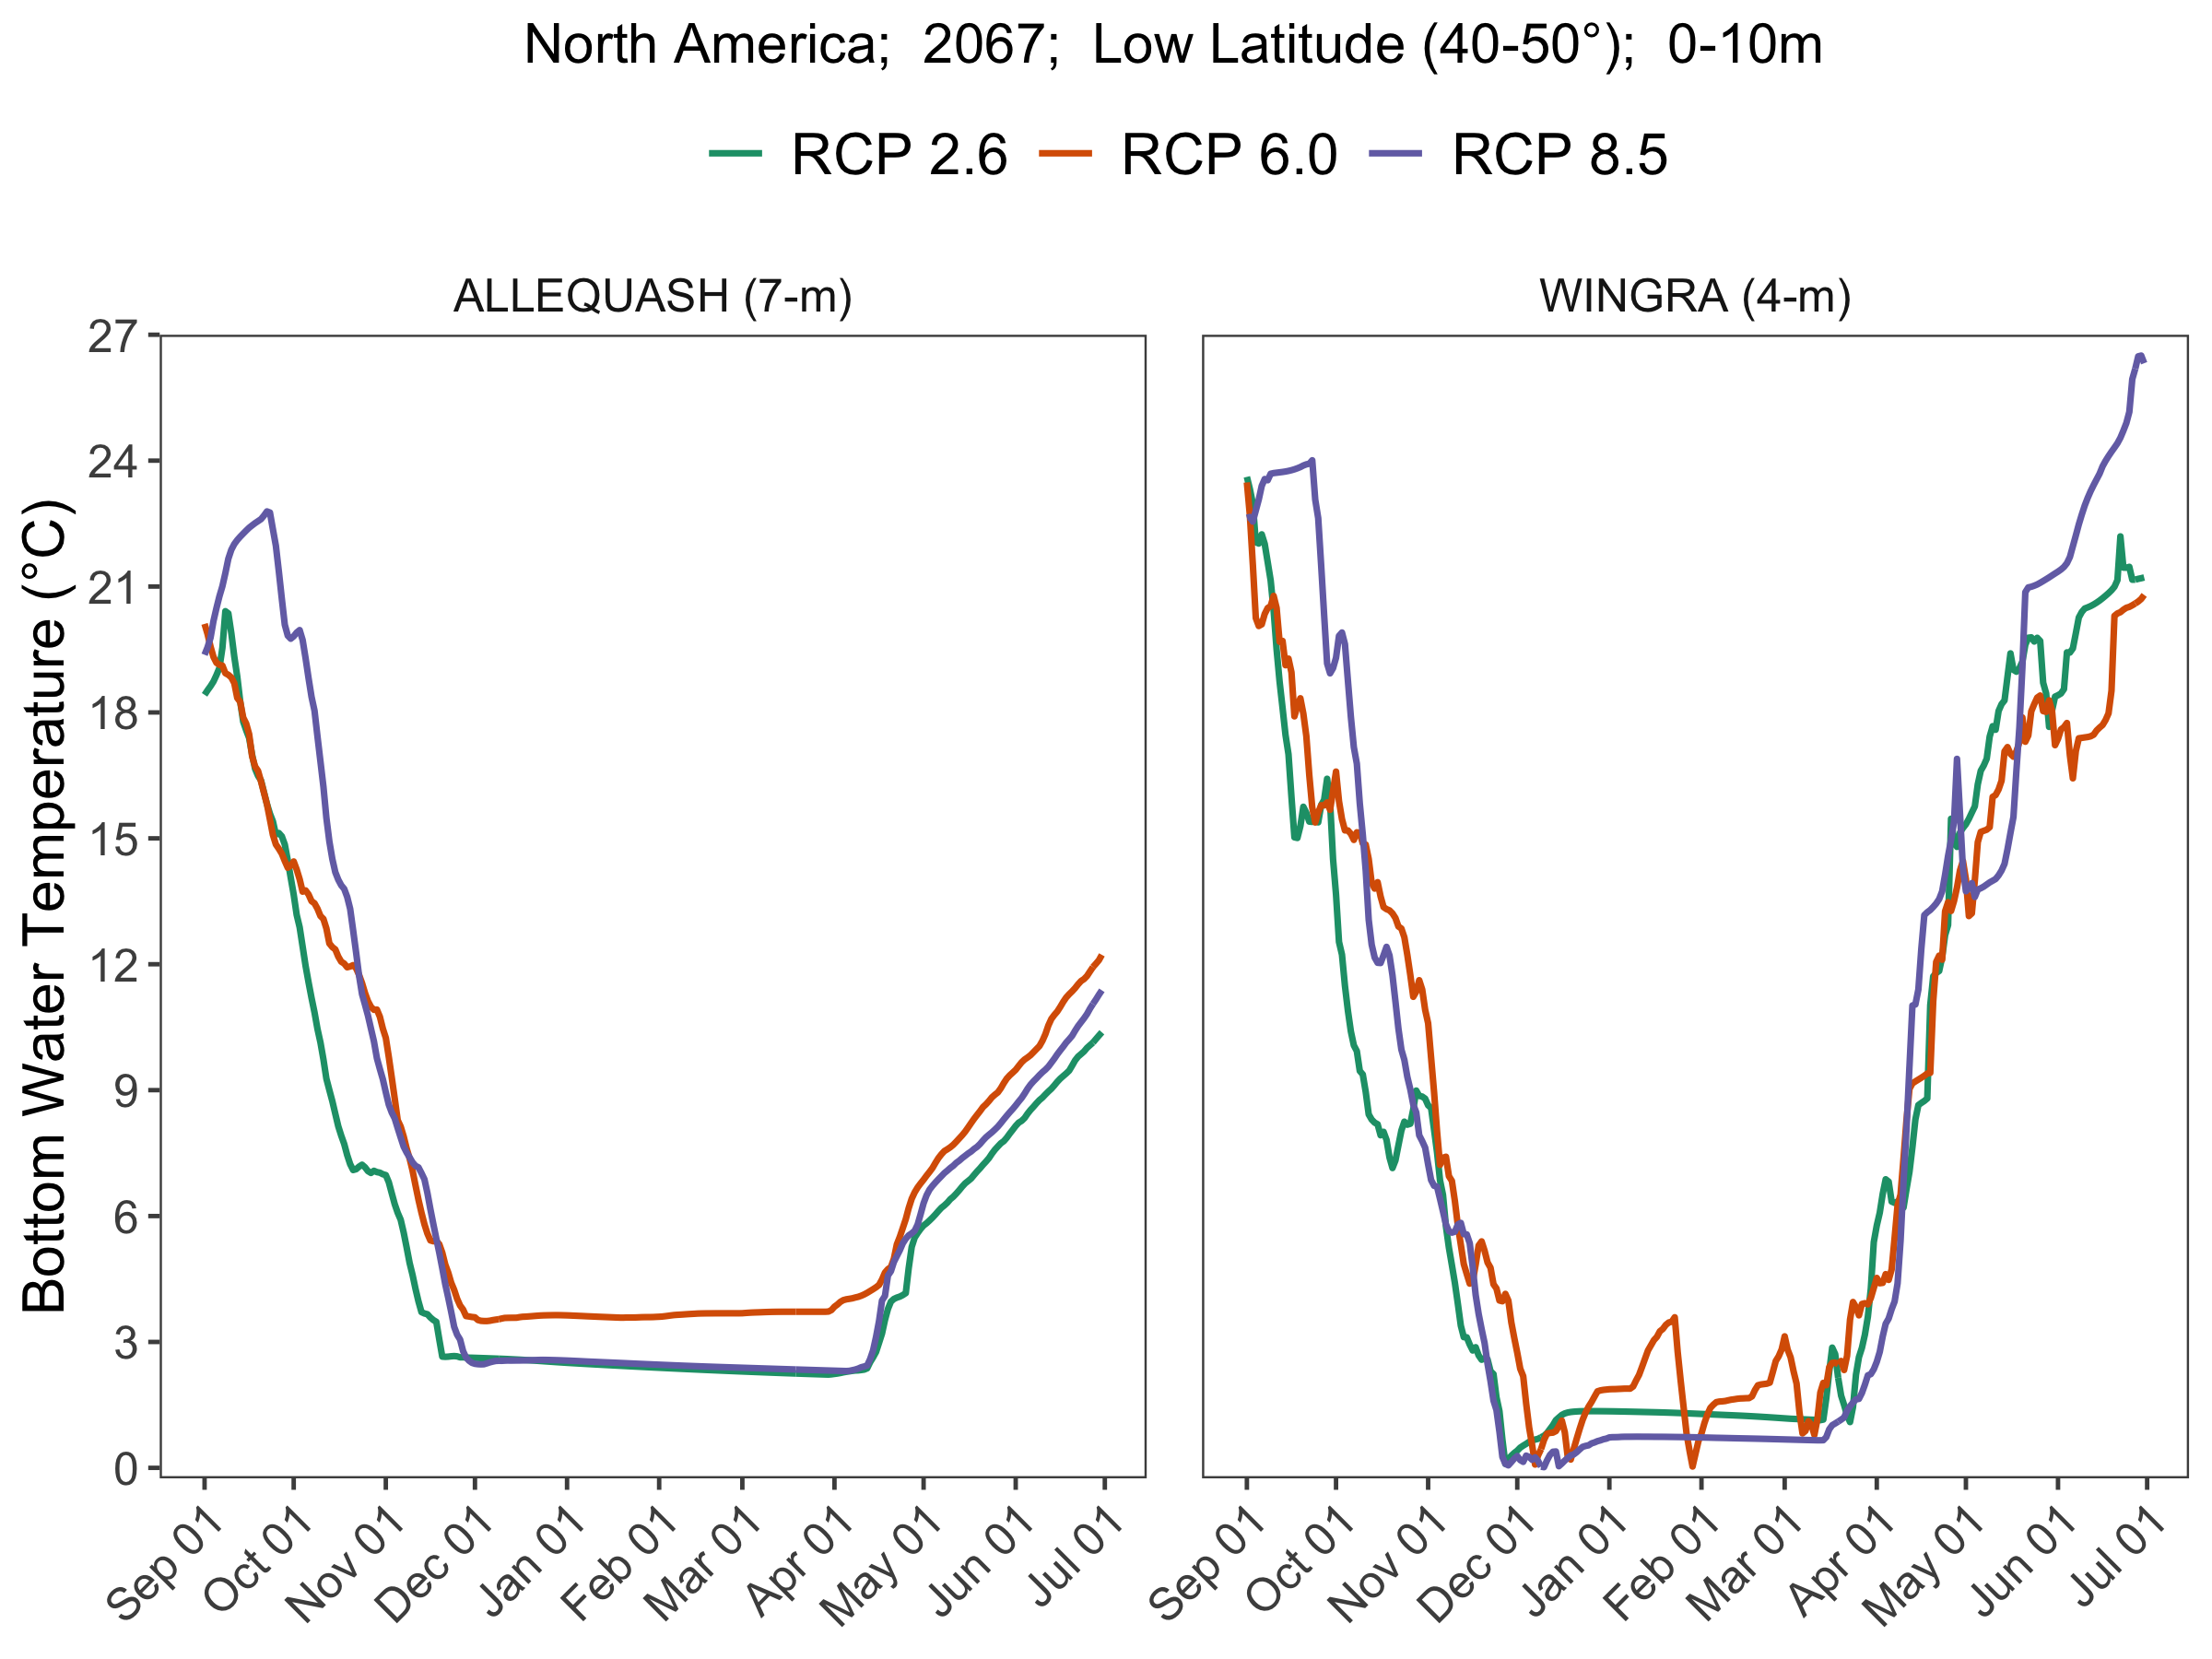 North America;  2067;  Low Latitude (40-50°);  0-10m
RCP 2.6 RCP 6.0 RCP 8.5
ALLEQUASH (7-m)
WINGRA (4-m)
Bottom Water Temperature (°C)
27
24
21
18
15
12
9
6
3
0
Sep 01 Oct 01 Nov 01 Dec 01 Jan 01 Feb 01 Mar 01 Apr 01 May 01 Jun 01 Jul 01
Sep 01 Oct 01 Nov 01 Dec 01 Jan 01 Feb 01 Mar 01 Apr 01 May 01 Jun 01 Jul 01